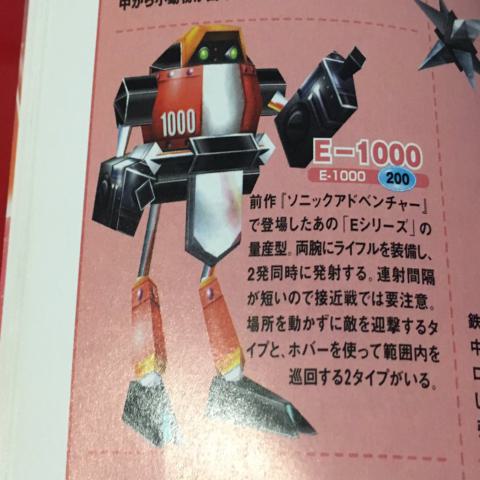 中から小動物が
1000
E-1000
E-1000 200
前作『ソニックアドベンチャー』
で登場したあの「Eシリーズ」の
量産型。両腕にライフルを装備し、
2発同時に発射する。連射間隔
が短いので接近戦では要注意。
場所を動かずに敵を迎撃するタ
イプと、ホバーを使って範囲内を
巡回する2タイプがいる。
鉄
中
ロ
し